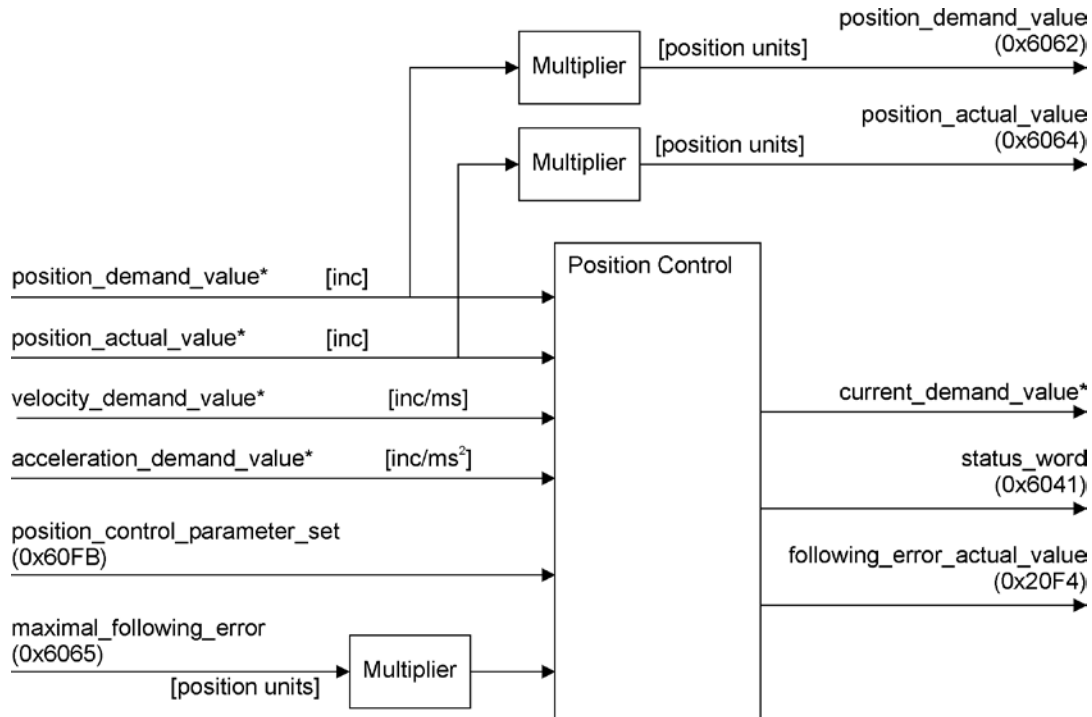 position_demand_value
(0x6062)
Multiplier
[position units]
position_actual_value
(0x6064)
Multiplier
[position units]
Position Control
position_demand_value* [inc]
position_actual_value* [inc]
velocity_demand_value* [inc/ms]
acceleration_demand_value* [inc/ms²]
position_control_parameter_set
(0x60FB)
maximal_following_error
(0x6065)
[position units]
Multiplier
current_demand_value*
status_word
(0x6041)
following_error_actual_value
(0x20F4)